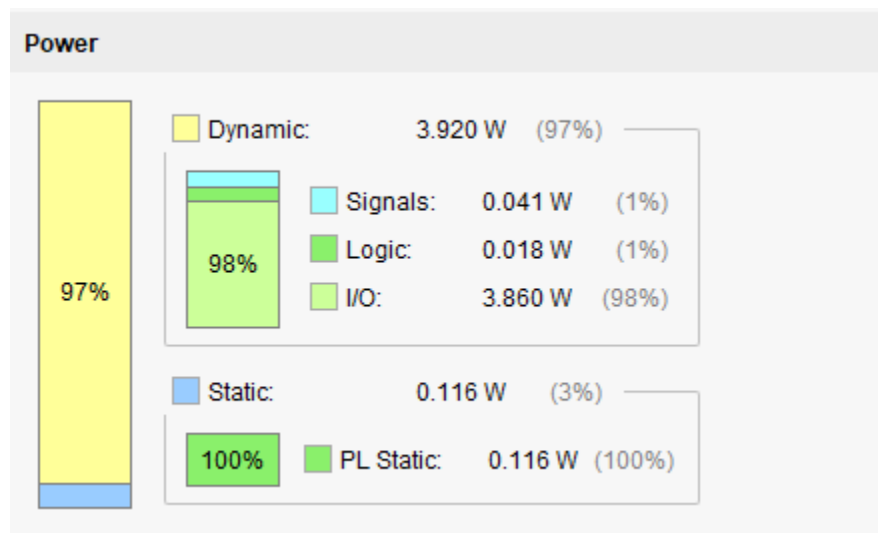 Power
Dynamic: 3.920 W (97%)
Signals: 0.041 W (1%)
Logic: 0.018 W (1%)
98%
I/O: 3.860 W (98%)
97%
Static: 0.116 W (3%)
100%
PL Static: 0.116 W (100%)